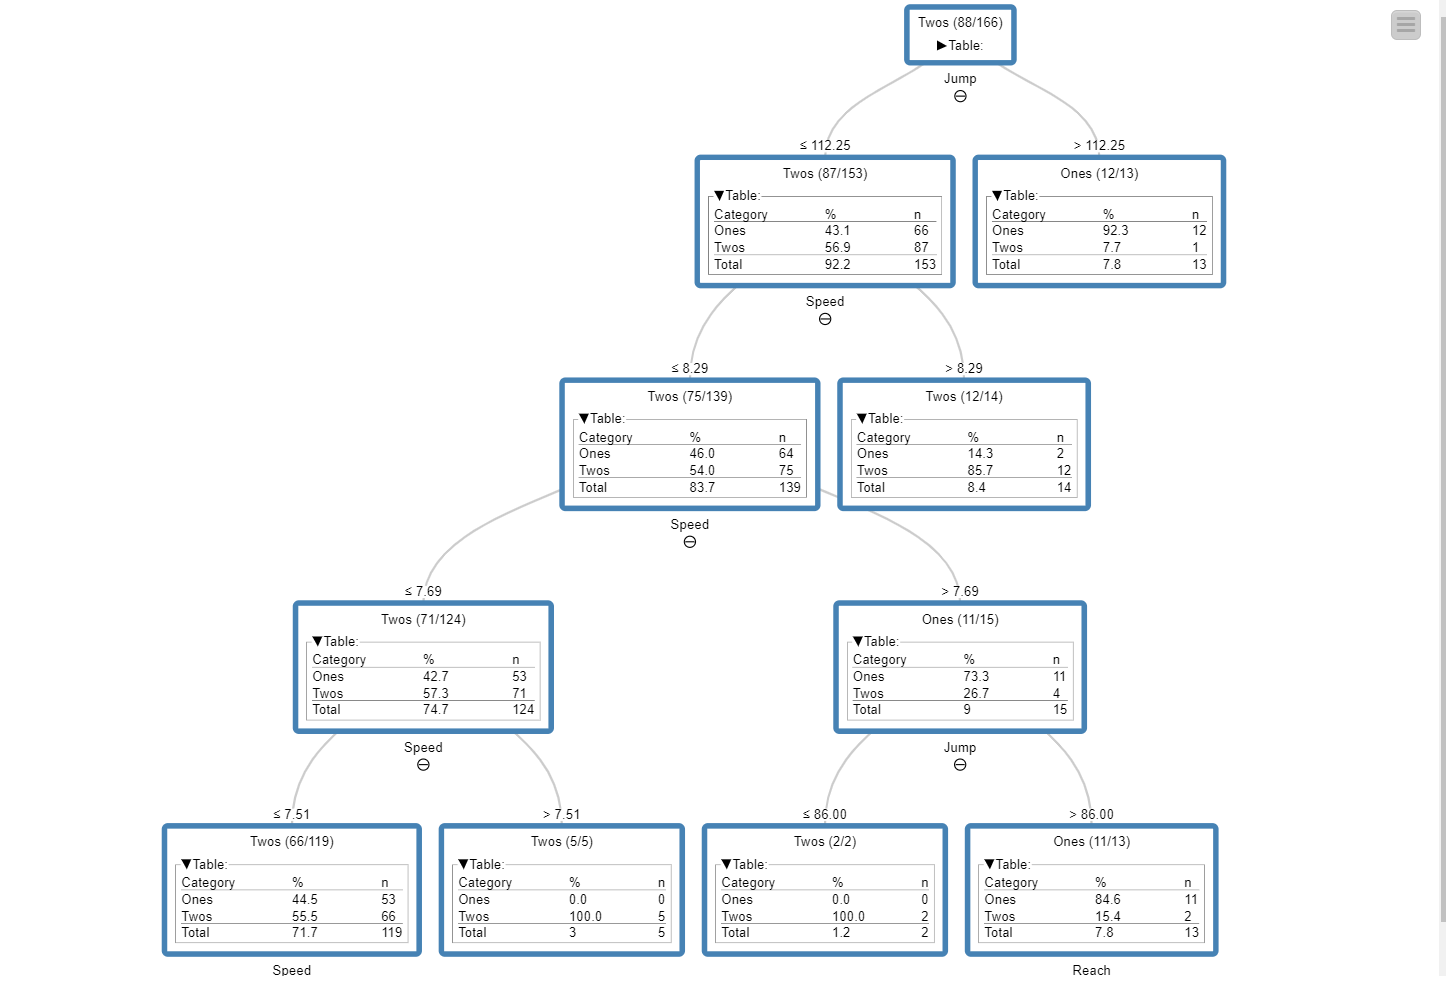 Twos (88/166)
▶Table:
Jump
≤ 112.25
> 112.25
Twos (87/153)
▼Table:
Category % n
Ones 43.1 66
Twos 56.9 87
Total 92.2 153
Ones (12/13)
▼Table:
Category % n
Ones 92.3 12
Twos 7.7 1
Total 7.8 13
Speed
≤ 8.29
> 8.29
Twos (75/139)
▼Table:
Category % n
Ones 46.0 64
Twos 54.0 75
Total 83.7 139
Twos (12/14)
▼Table:
Category % n
Ones 14.3 2
Twos 85.7 12
Total 8.4 14
Speed
≤ 7.69
> 7.69
Twos (71/124)
▼Table:
Category % n
Ones 42.7 53
Twos 57.3 71
Total 74.7 124
Ones (11/15)
▼Table:
Category % n
Ones 73.3 11
Twos 26.7 4
Total 9 15
Speed
Jump
≤ 7.51
> 7.51
≤ 86.00
> 86.00
Twos (66/119)
▼Table:
Category % n
Ones 44.5 53
Twos 55.5 66
Total 71.7 119
Twos (5/5)
▼Table:
Category % n
Ones 0.0 0
Twos 100.0 5
Total 3 5
Twos (2/2)
▼Table:
Category % n
Ones 0.0 0
Twos 100.0 2
Total 1.2 2
Ones (11/13)
▼Table:
Category % n
Ones 84.6 11
Twos 15.4 2
Total 7.8 13
Speed
Reach